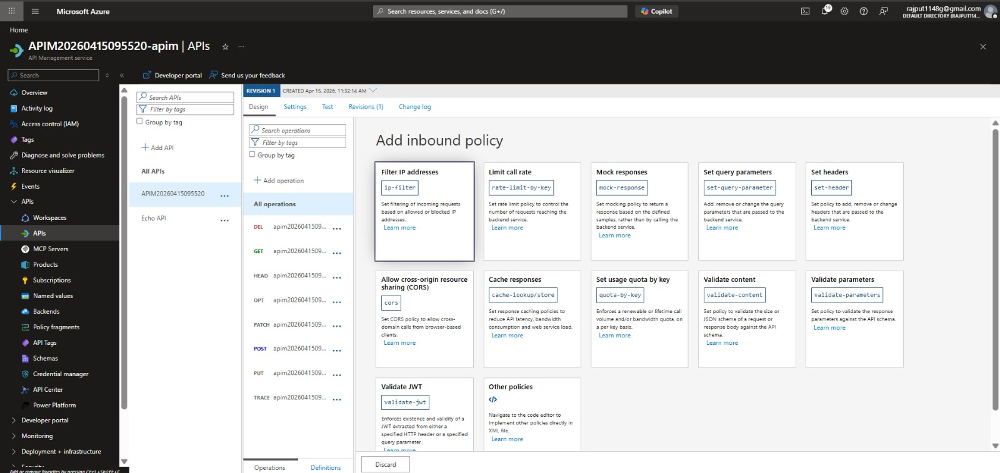 Microsoft Azure
Search resources, services, and docs (G+/)
Copilot
19
rajput1148g@gmail.com
DEFAULT DIRECTORY (RAJPUT114...
Home
APIM20260415095520-apim | APIs
API Management service
Search
Developer portal
Send us your feedback
Overview
Activity log
Access control (IAM)
Tags
Diagnose and solve problems
Resource visualizer
Events
APIs
Workspaces
APIs
MCP Servers
Products
Subscriptions
Named values
Backends
Policy fragments
API Tags
Schemas
Credential manager
API Center
Power Platform
Developer portal
Monitoring
Deployment + infrastructure
Security
Add or remove favorites by pressing Ctrl+Shift+F
Search APIs
Filter by tags
Group by tag
Add API
All APIs
APIM20260415095520
Echo API
REVISION 1
CREATED Apr 15, 2026, 11:32:14 AM
Design
Settings
Test
Revisions (1)
Change log
Search operations
Filter by tags
Group by tag
Add operation
All operations
DEL apim2026041509...
GET apim2026041509...
HEAD apim2026041509...
OPT apim2026041509...
PATCH apim2026041509...
POST apim2026041509...
PUT apim2026041509...
TRACE apim2026041509...
Operations
Definitions
Add inbound policy
Filter IP addresses
ip-filter
Set filtering of incoming requests
based on allowed or blocked IP
addresses.
Learn more
Limit call rate
rate-limit-by-key
Set rate limit policy to control the
number of requests reaching the
backend service.
Learn more
Mock responses
mock-response
Set mocking policy to return a
response based on the defined
samples, rather than by calling the
backend service.
Learn more
Set query parameters
set-query-parameter
Add, remove or change the query
parameters that are passed to the
backend service.
Learn more
Set headers
set-header
Set policy to add, remove or change
headers that are passed to the
backend service.
Learn more
Allow cross-origin resource
sharing (CORS)
cors
Set CORS policy to allow cross-
domain calls from browser-based
clients.
Learn more
Cache responses
cache-lookup/store
Set response caching policies to
reduce API latency, bandwidth
consumption and web service load.
Learn more
Set usage quota by key
quota-by-key
Enforces a renewable or lifetime call
volume and/or bandwidth quota, on
a per key basis.
Learn more
Validate content
validate-content
Set policy to validate the size or
JSON schema of a request or
response body against the API
schema.
Learn more
Validate parameters
validate-parameters
Set policy to validate the response
parameters against the API schema.
Learn more
Validate JWT
validate-jwt
Enforces existence and validity of a
JWT extracted from either a
specified HTTP header or a specified
query parameter.
Learn more
Other policies
</>
Navigate to the code editor to
implement other policies directly in
XML file.
Learn more
Discard